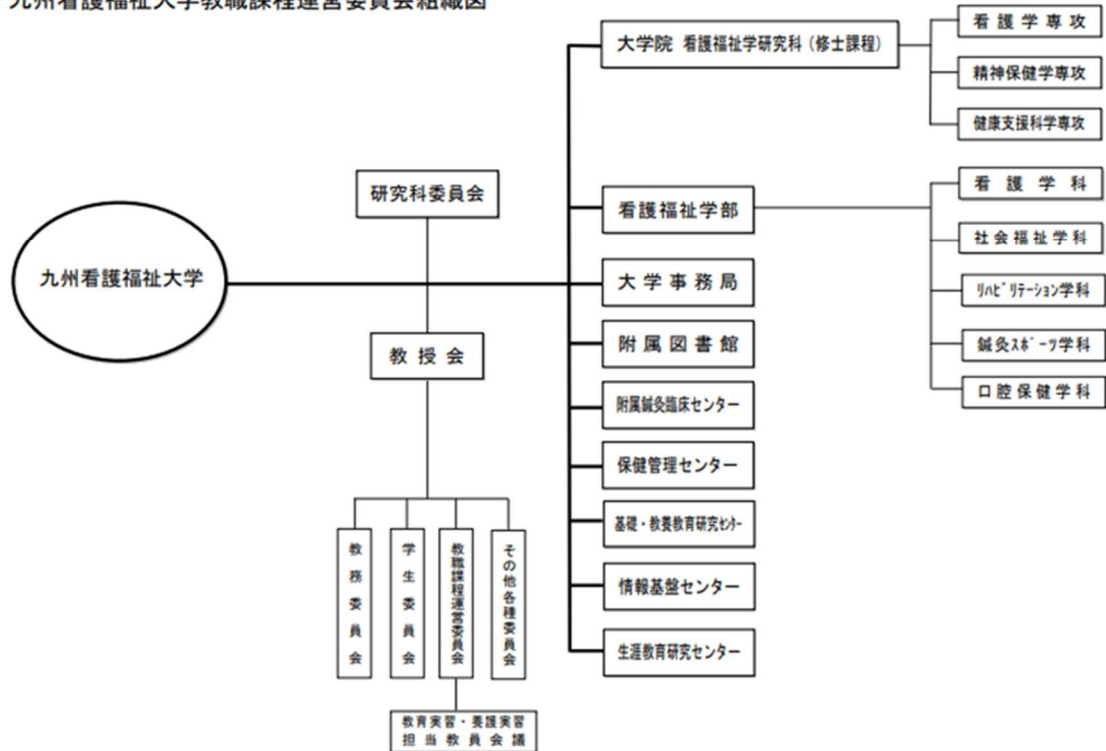 九州看護福祉大学教職課程運営委員会組織図
大学院 看護福祉学研究科（修士課程）
看護学専攻
精神保健学専攻
健康支援科学専攻
研究科委員会
看護福祉学部
看護学科
社会福祉学科
ﾘﾊﾋﾞﾘﾃｰｼｮﾝ学科
鍼灸ｽﾎﾟｰﾂ学科
口腔保健学科
九州看護福祉大学
大学事務局
教授会
附属図書館
附属鍼灸臨床センター
保健管理センター
基礎・教養教育研究ｾﾝﾀｰ
情報基盤センター
生涯教育研究センター
教務委員会
学生委員会
教職課程運営委員会
その他各種委員会
教育実習・養護実習
担当教員会議